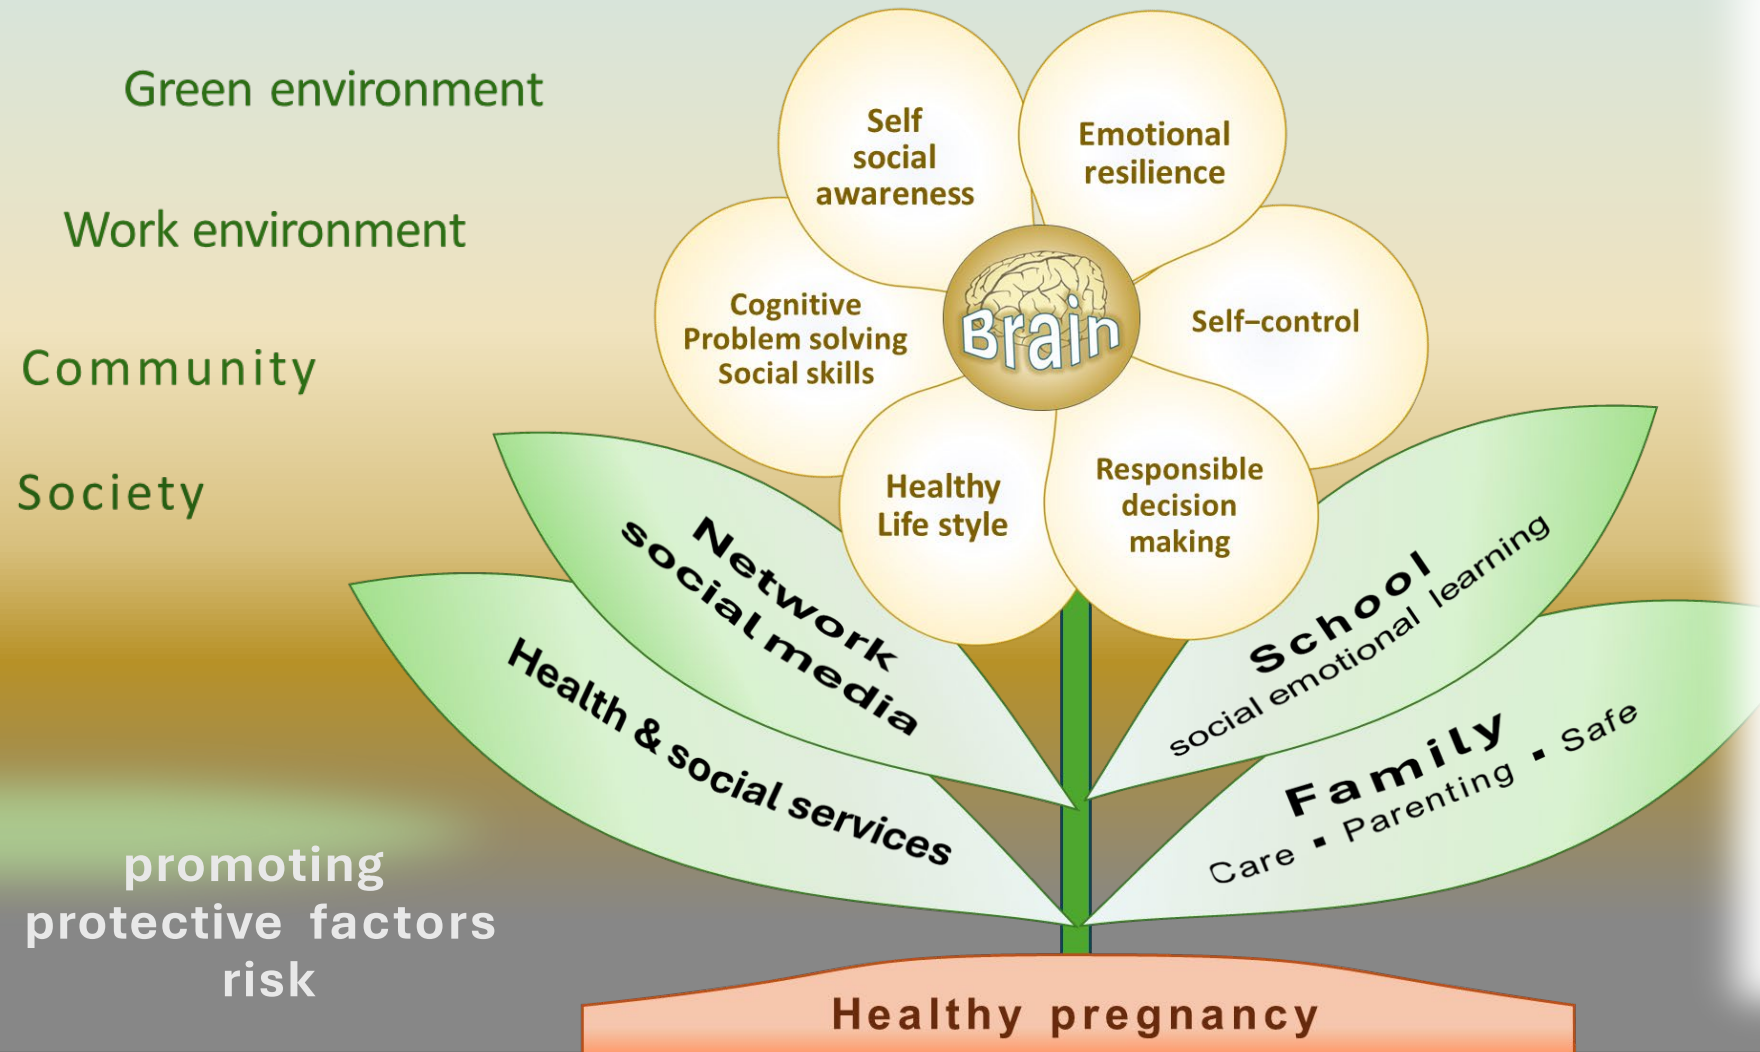 Green environment
Work environment
Community
Society
promoting
protective factors
risk
Self
social
awareness
Emotional
resilience
Cognitive
Problem solving
Social skills
Brain
Self–control
Healthy
Life style
Responsible
decision
making
Network
social media
Health & social services
School
social emotional learning
Family
Care ▪ Parenting ▪ Safe
Healthy pregnancy